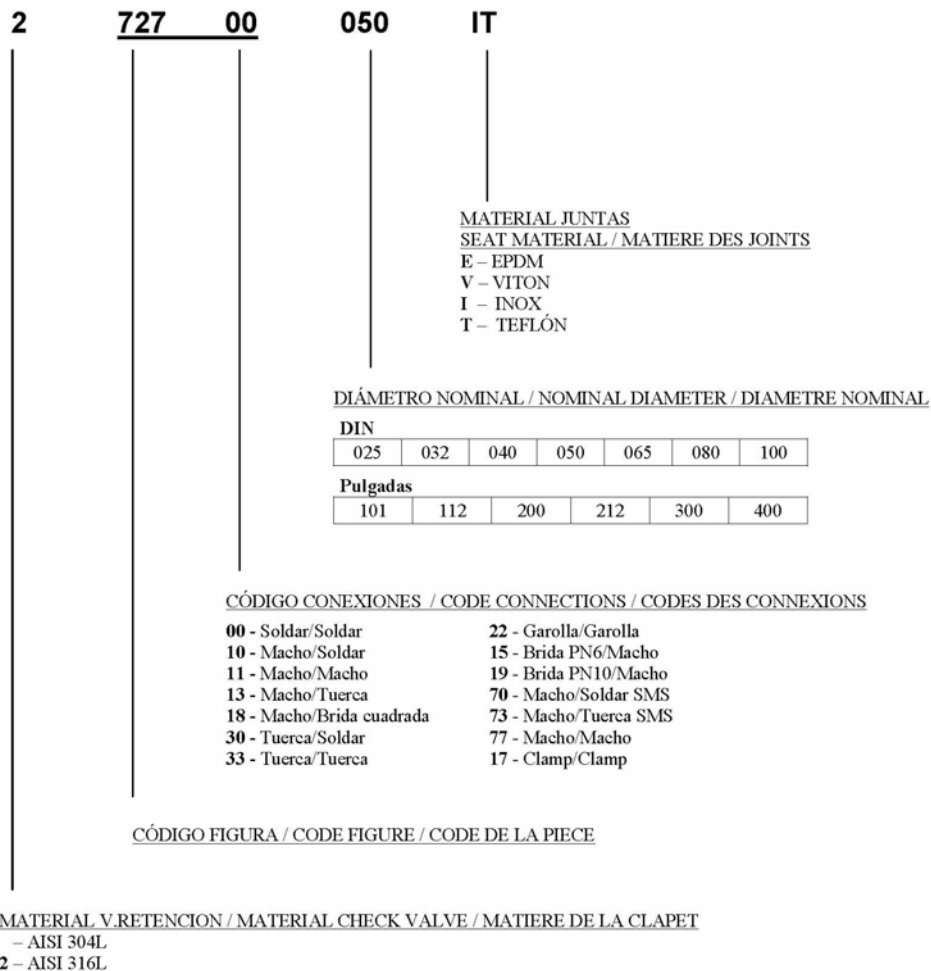 2 727 00 050 IT
MATERIAL JUNTAS
SEAT MATERIAL / MATIERE DES JOINTS
E – EPDM
V – VITON
I – INOX
T – TEFLÓN
DIÁMETRO NOMINAL / NOMINAL DIAMETER / DIAMETRE NOMINAL
DIN
025 032 040 050 065 080 100
Pulgadas
101 112 200 212 300 400
CÓDIGO CONEXIONES / CODE CONNECTIONS / CODES DES CONNEXIONS
00 - Soldar/Soldar
10 - Macho/Soldar
11 - Macho/Macho
13 - Macho/Tuerca
18 - Macho/Brida cuadrada
30 - Tuerca/Soldar
33 - Tuerca/Tuerca
22 - Garolla/Garolla
15 - Brida PN6/Macho
19 - Brida PN10/Macho
70 - Macho/Soldar SMS
73 - Macho/Tuerca SMS
77 - Macho/Macho
17 - Clamp/Clamp
CÓDIGO FIGURA / CODE FIGURE / CODE DE LA PIECE
MATERIAL V.RETENCION / MATERIAL CHECK VALVE / MATIERE DE LA CLAPET
– AISI 304L
2 – AISI 316L